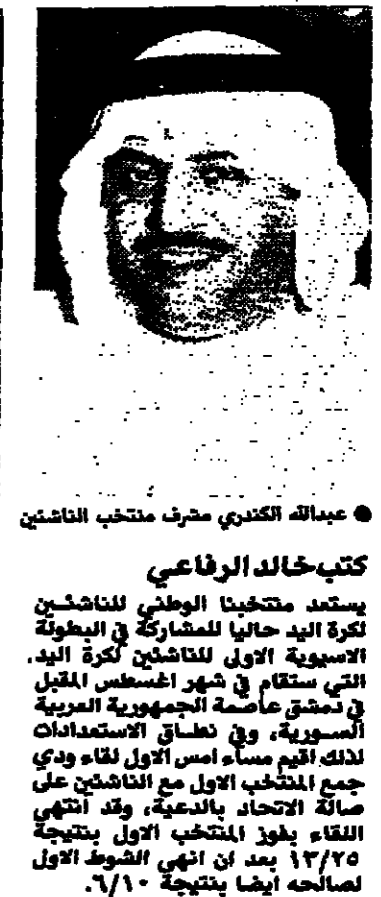 ● عبدالله الكندري مشرف منتخب الناشئين
كتب خالد الرفاعي
يستعد منتخبنا الوطني للناشئين
لكرة اليد حاليا للمشاركة في البطولة
الاسيوية الاولى للناشئين لكرة اليد.
التي ستقام في شهر اغسطس المقبل
في دمشق عاصمة الجمهورية العربية
السورية، وفي نطاق الاستعدادات
لذلك اقيم مساء امس الاول لقاء ودي
جمع المنتخب الاول مع الناشئين على
صالة الاتحاد بالدعية، وقد انتهى
اللقاء بفوز المنتخب الاول بنتيجة
١٣/٢٥ بعد ان انهي الشوط الاول
لصالحه ايضا بنتيجة ٦/١٠.